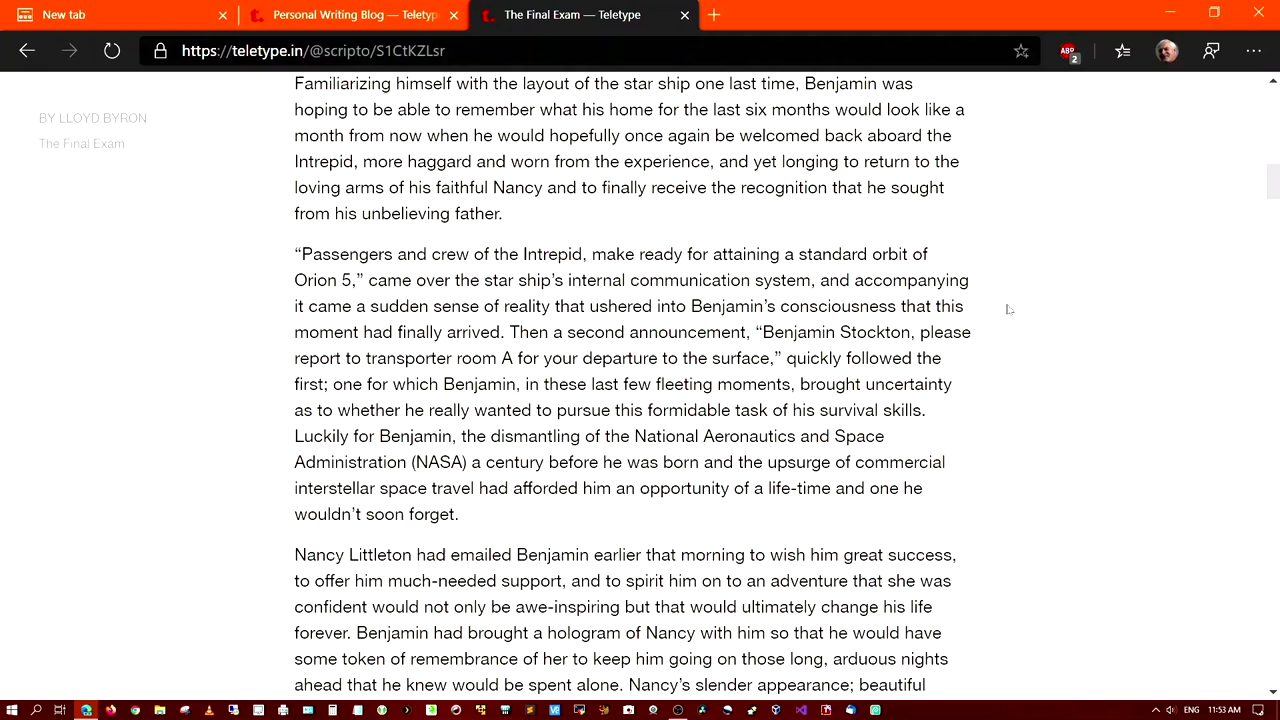 New tab
Personal Writing Blog — Teletype
The Final Exam — Teletype
https://teletype.in/@scripto/S1CtKZLsr
ABP
2
BY LLOYD BYRON
The Final Exam
Familiarizing himself with the layout of the star ship one last time, Benjamin was
hoping to be able to remember what his home for the last six months would look like a
month from now when he would hopefully once again be welcomed back aboard the
Intrepid, more haggard and worn from the experience, and yet longing to return to the
loving arms of his faithful Nancy and to finally receive the recognition that he sought
from his unbelieving father.
“Passengers and crew of the Intrepid, make ready for attaining a standard orbit of
Orion 5,” came over the star ship’s internal communication system, and accompanying
it came a sudden sense of reality that ushered into Benjamin’s consciousness that this
moment had finally arrived. Then a second announcement, “Benjamin Stockton, please
report to transporter room A for your departure to the surface,” quickly followed the
first; one for which Benjamin, in these last few fleeting moments, brought uncertainty
as to whether he really wanted to pursue this formidable task of his survival skills.
Luckily for Benjamin, the dismantling of the National Aeronautics and Space
Administration (NASA) a century before he was born and the upsurge of commercial
interstellar space travel had afforded him an opportunity of a life-time and one he
wouldn’t soon forget.
Nancy Littleton had emailed Benjamin earlier that morning to wish him great success,
to offer him much-needed support, and to spirit him on to an adventure that she was
confident would not only be awe-inspiring but that would ultimately change his life
forever. Benjamin had brought a hologram of Nancy with him so that he would have
some token of remembrance of her to keep him going on those long, arduous nights
ahead that he knew would be spent alone. Nancy’s slender appearance; beautiful
ENG
11:53 AM